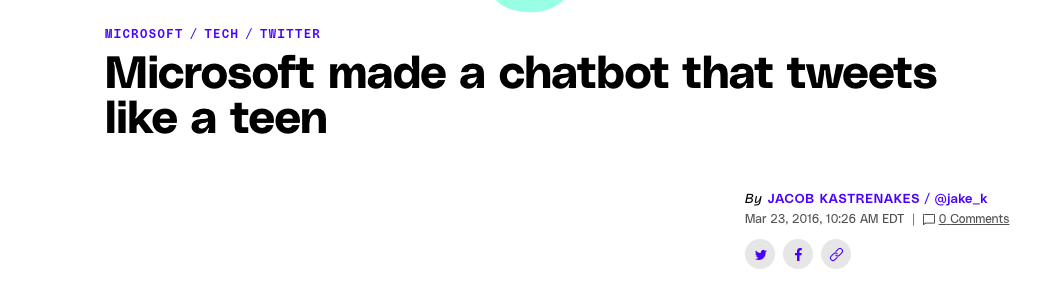 MICROSOFT / TECH / TWITTER
Microsoft made a chatbot that tweets
like a teen
By JACOB KASTRENAKES / @jake_k
Mar 23, 2016, 10:26 AM EDT | 0 Comments